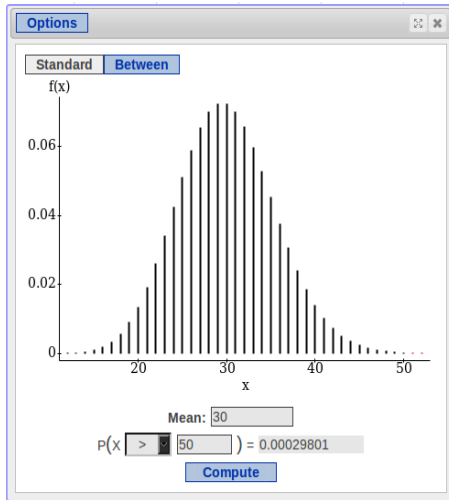 Options
Standard Between
f(x)
0.06
0.04
0.02
0
20 30 40 50
x
Mean: 30
P(X > 50 ) = 0.00029801
Compute